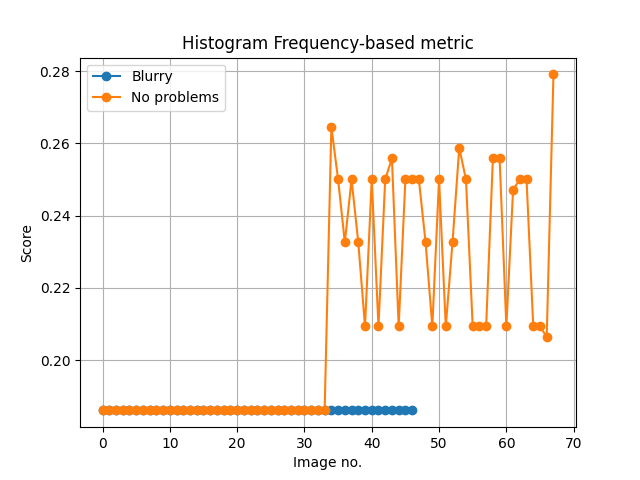 Histogram Frequency-based metric
Blurry
No problems
0.28
0.26
0.24
0.22
0.20
Score
0 10 20 30 40 50 60 70
Image no.